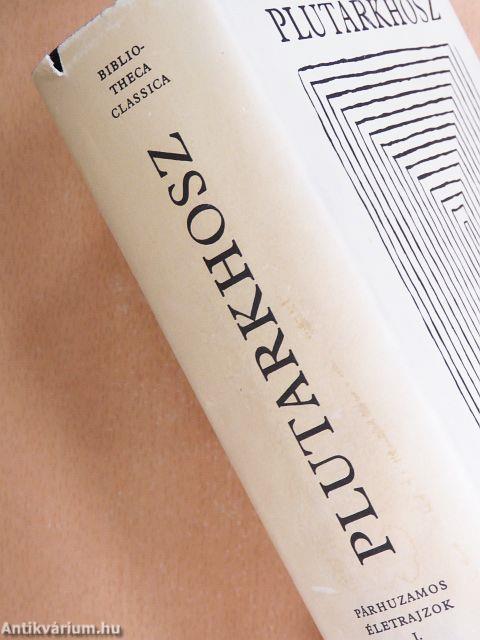 BIBLIO-
THECA
CLASSICA
PLUTARKHOSZ
PÁRHUZAMOS
ÉLETRAJZOK
I.
PLUTARKHOSZ
Antikvárium.hu